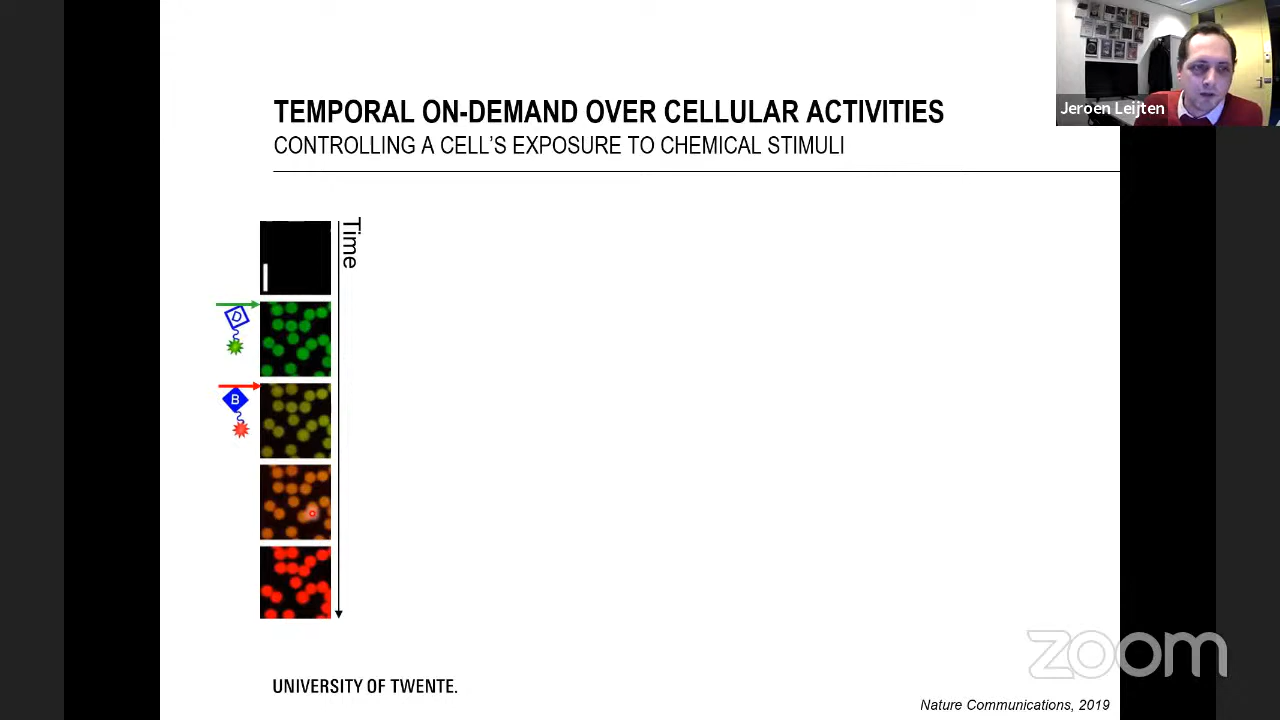 TEMPORAL ON-DEMAND OVER CELLULAR ACTIVITIES
CONTROLLING A CELL'S EXPOSURE TO CHEMICAL STIMULI
Jeroen Leijten
Time
D
B
zoom
UNIVERSITY OF TWENTE.
Nature Communications, 2019